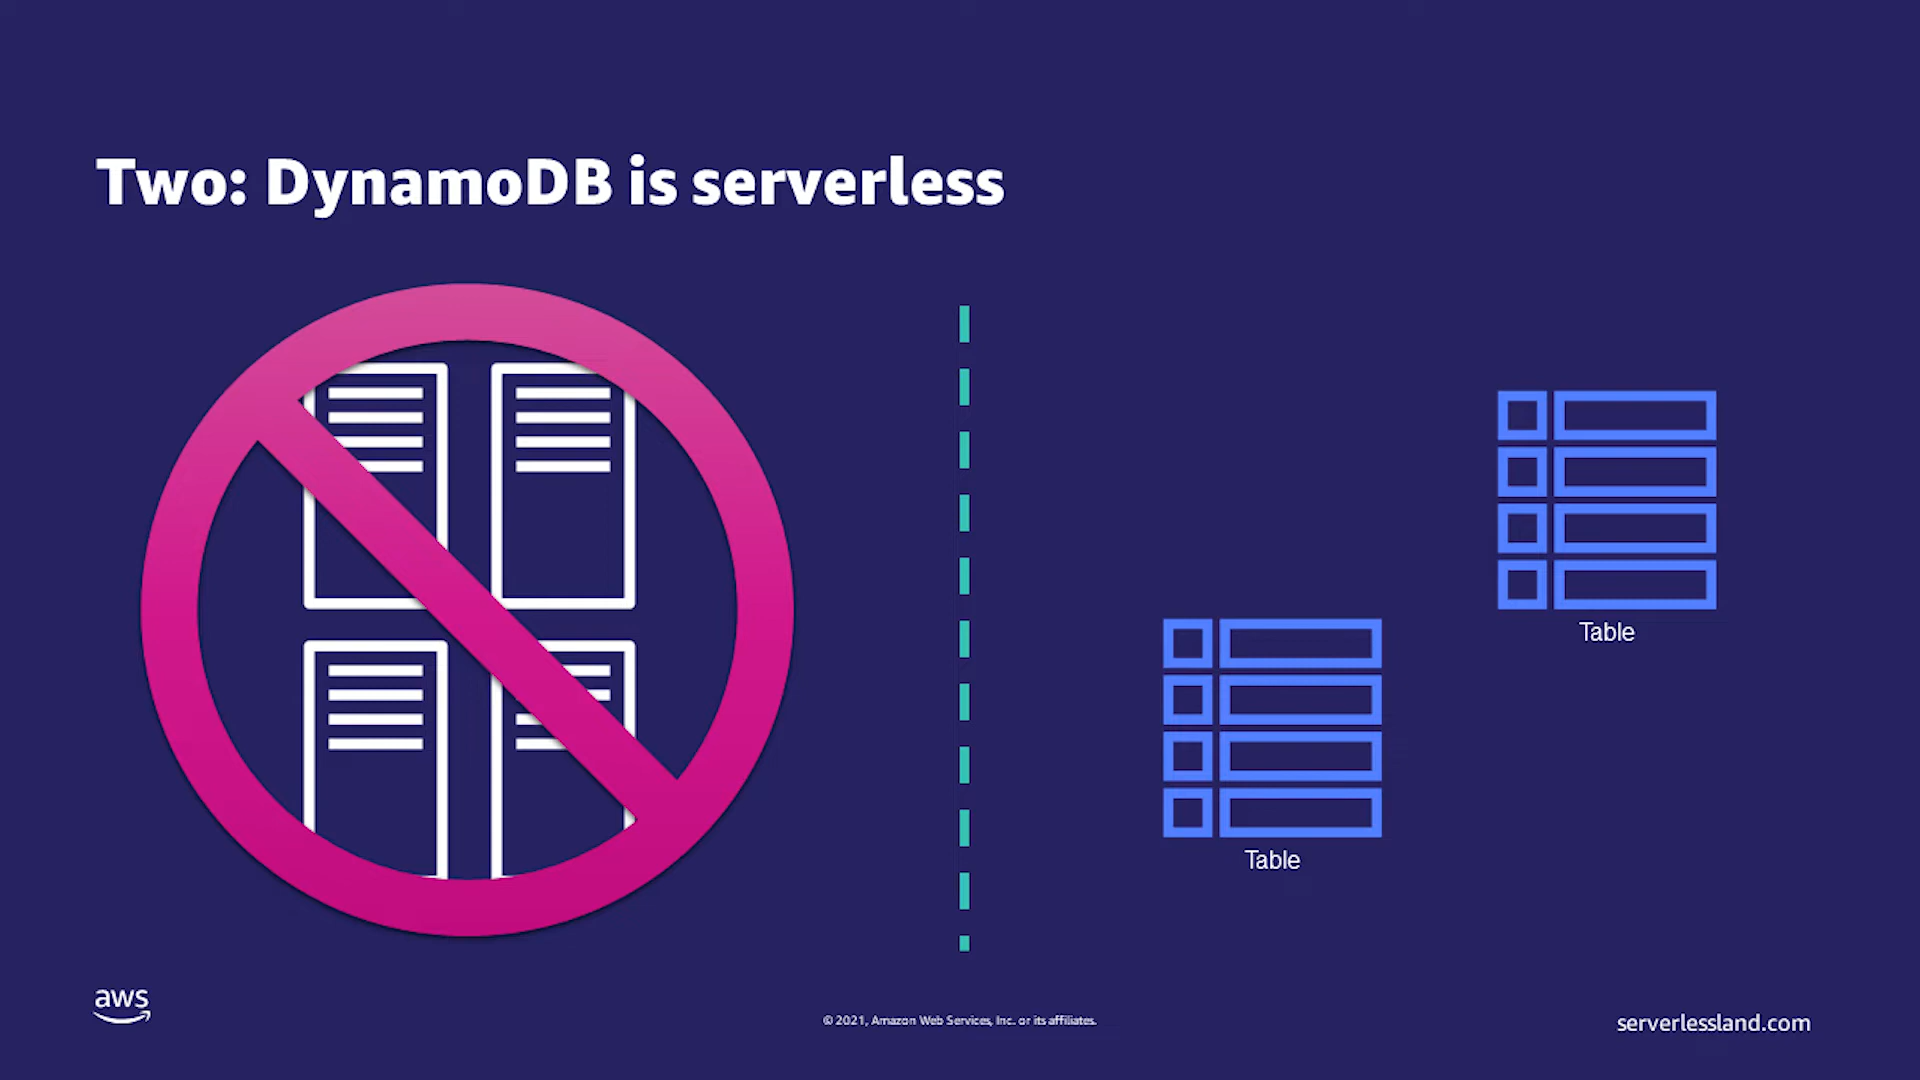 Two: DynamoDB is serverless
Table
Table
aws
© 2021, Amazon Web Services, Inc. or its affiliates.
serverlessland.com